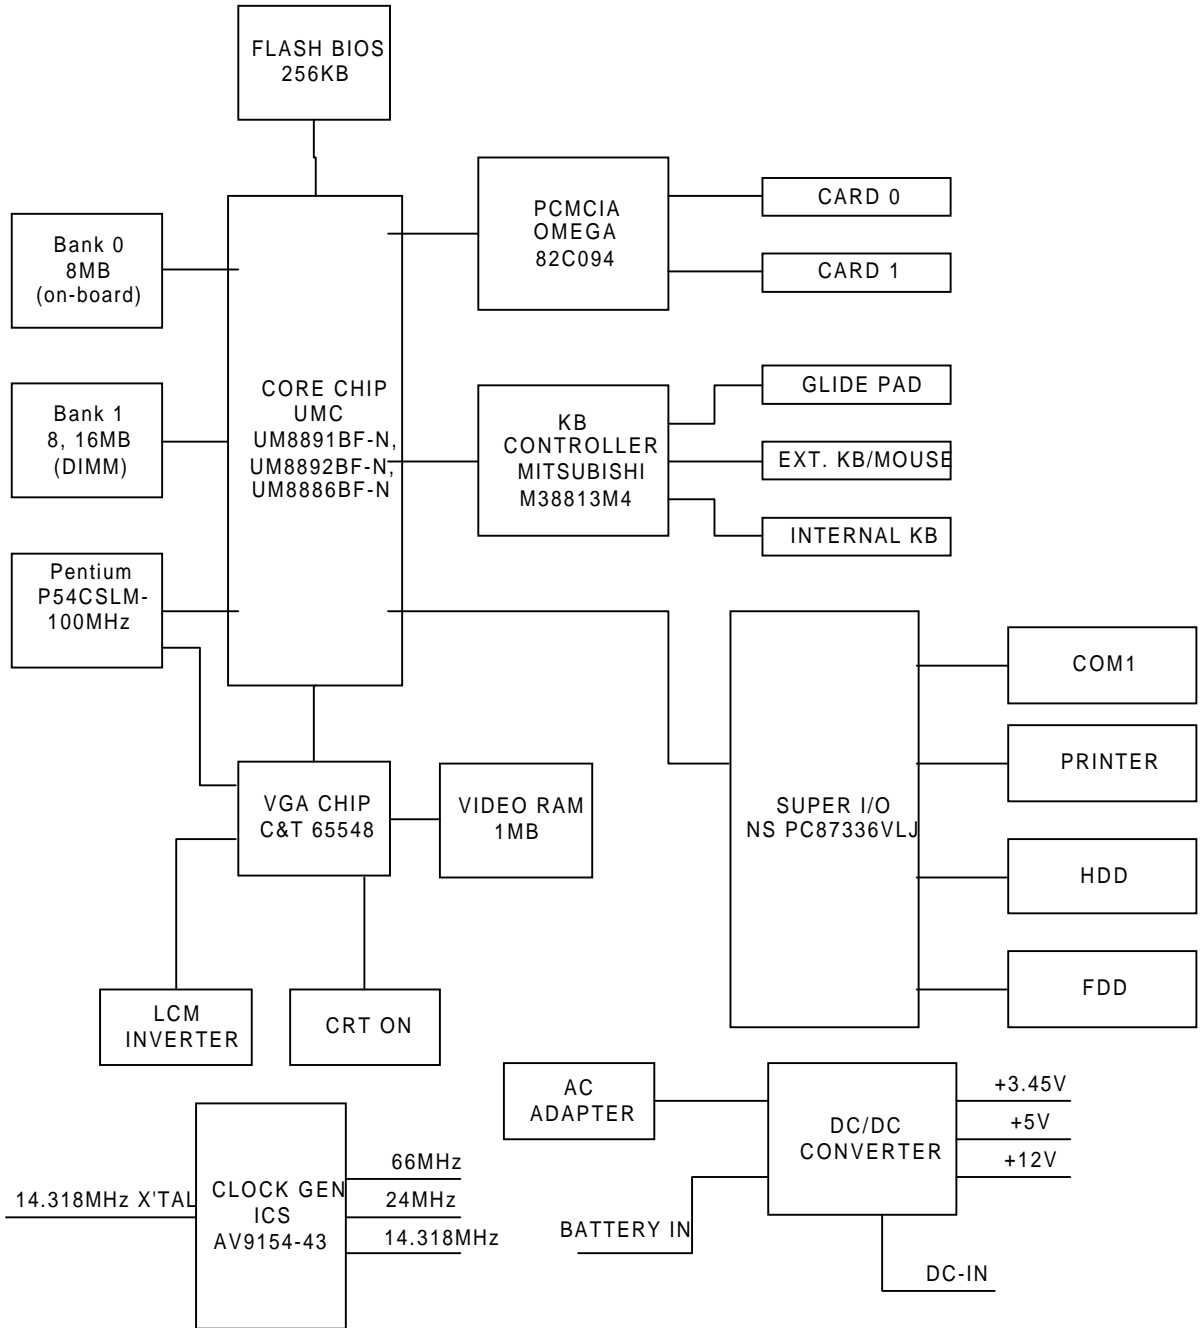 FLASH BIOS
256KB
PCMCIA
OMEGA
82C094
CARD 0
CARD 1
Bank 0
8MB
(on-board)
Bank 1
8, 16MB
(DIMM)
CORE CHIP
UMC
UM8891BF-N,
UM8892BF-N,
UM8886BF-N
KB
CONTROLLER
MITSUBISHI
M38813M4
GLIDE PAD
EXT. KB/MOUSE
INTERNAL KB
Pentium
P54CSLM-
100MHz
COM1
PRINTER
HDD
FDD
SUPER I/O
NS PC87336VLJ
VGA CHIP
C&T 65548
VIDEO RAM
1MB
LCM
INVERTER
CRT ON
AC
ADAPTER
DC/DC
CONVERTER
+3.45V
+5V
+12V
BATTERY IN
DC-IN
14.318MHz X'TAL
CLOCK GEN
ICS
AV9154-43
66MHz
24MHz
14.318MHz